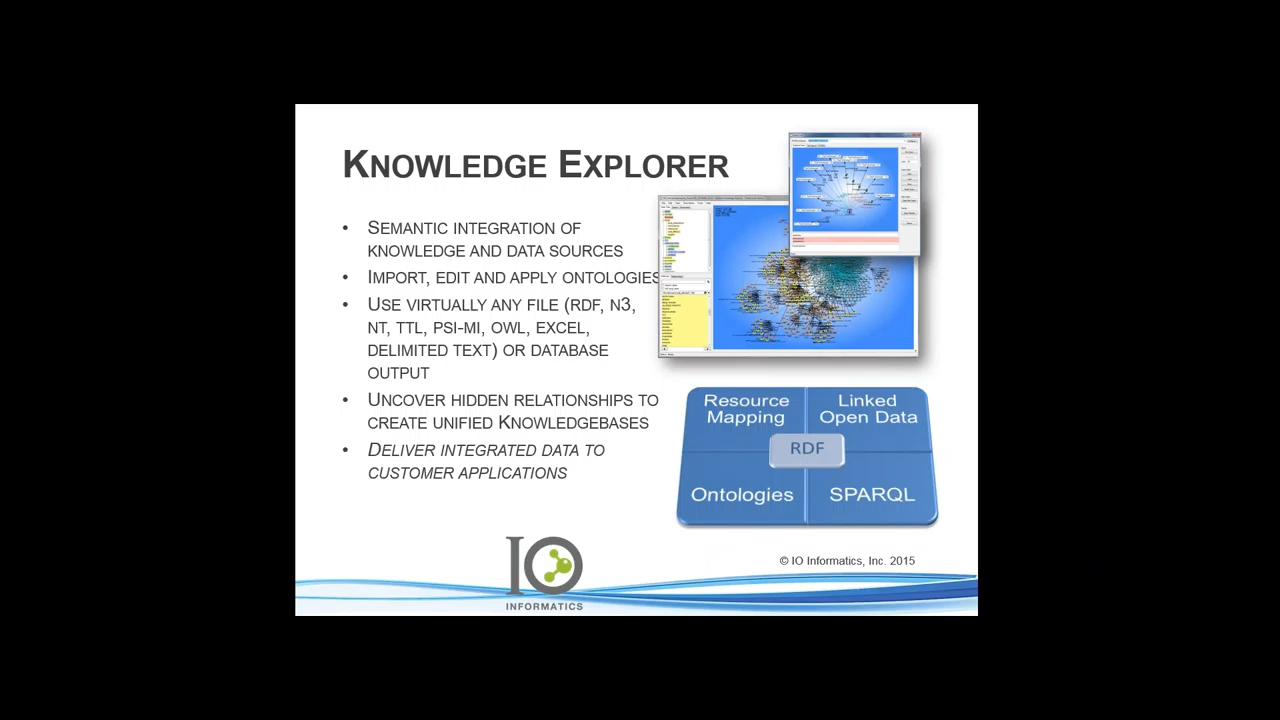 KNOWLEDGE EXPLORER
• SEMANTIC INTEGRATION OF
KNOWLEDGE AND DATA SOURCES
• IMPORT, EDIT AND APPLY ONTOLOGIES
• USE VIRTUALLY ANY FILE (RDF, N3,
NT, TTL, PSI-MI, OWL, EXCEL,
DELIMITED TEXT) OR DATABASE
OUTPUT
• UNCOVER HIDDEN RELATIONSHIPS TO
CREATE UNIFIED KNOWLEDGEBASES
• DELIVER INTEGRATED DATA TO
CUSTOMER APPLICATIONS
Resource
Mapping
Linked
Open Data
RDF
Ontologies
SPARQL
© IO Informatics, Inc. 2015
IO
INFORMATICS